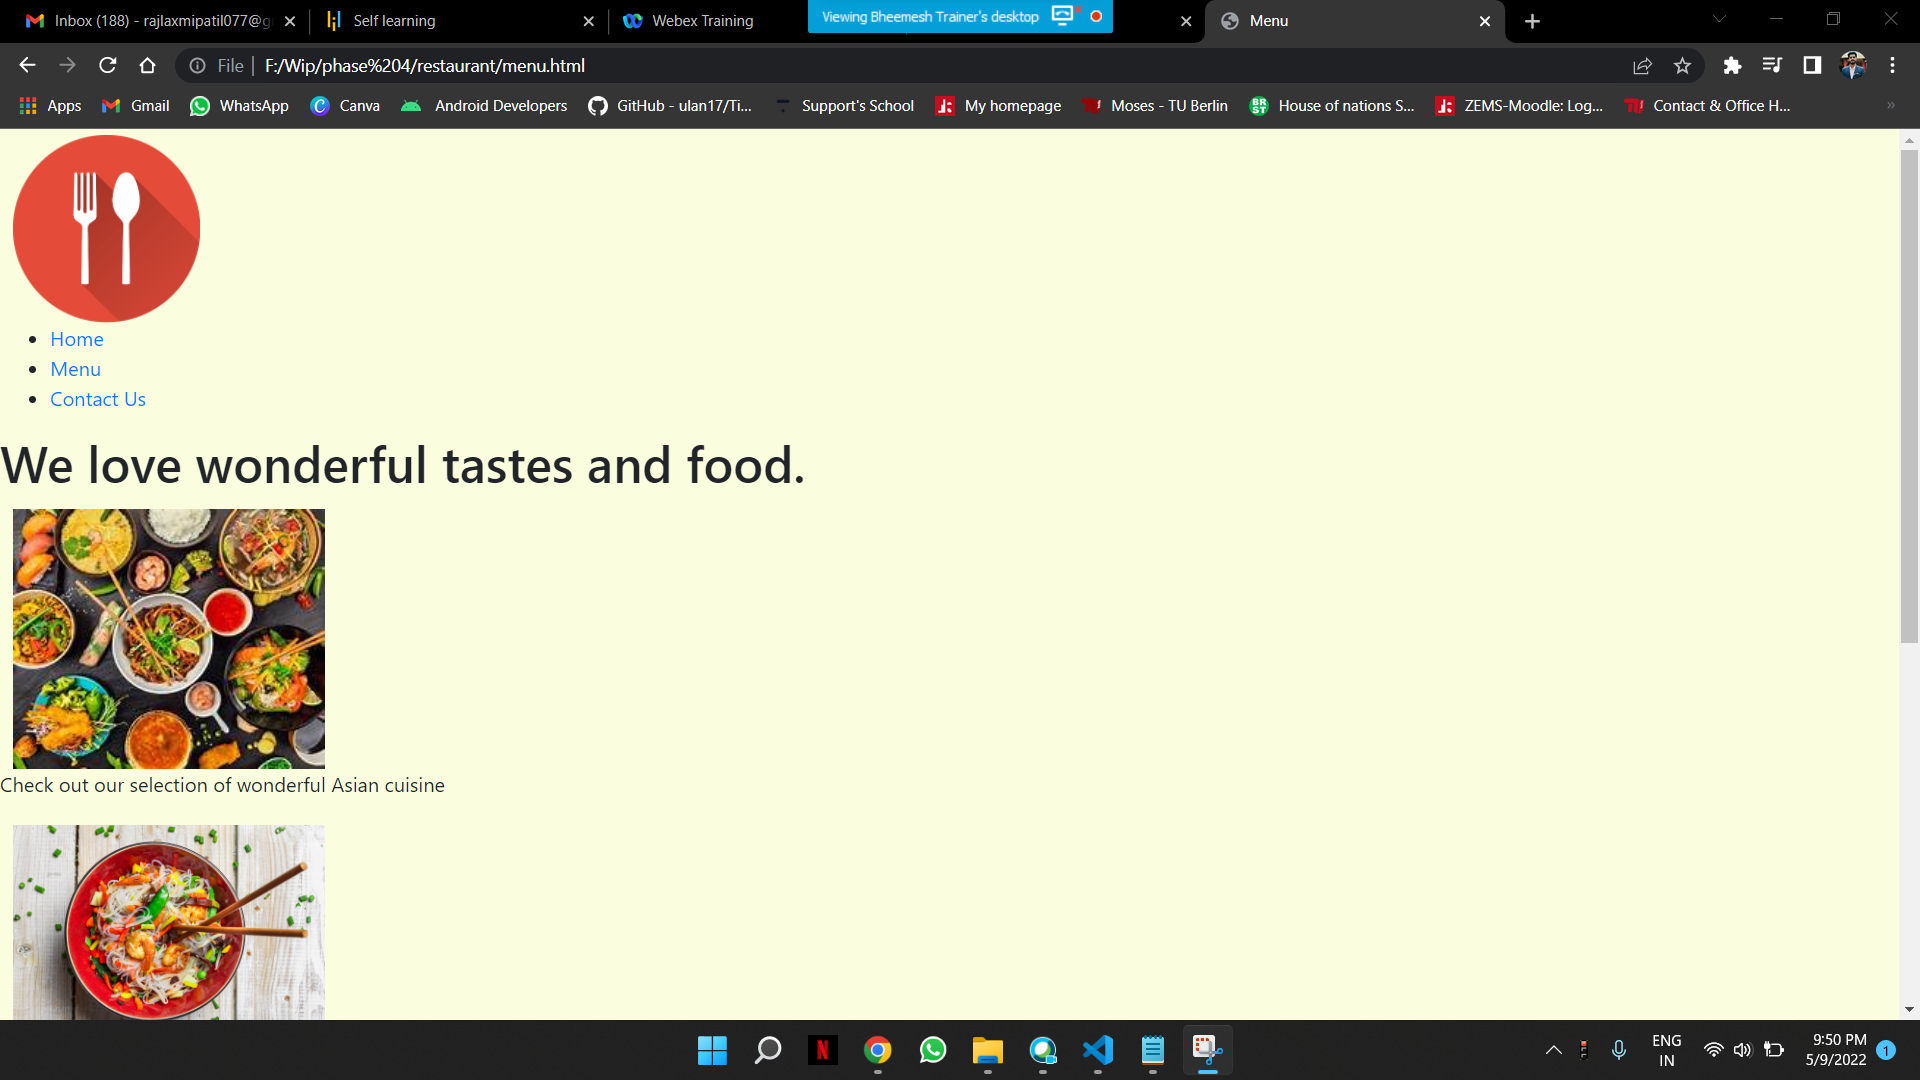 Inbox (188) - rajlaxmipatil077@g
Self learning
Webex Training
Viewing Bheemesh Trainer's desktop
Menu
File
F:/Wip/phase%204/restaurant/menu.html
Apps
Gmail
WhatsApp
Canva
Android Developers
GitHub - ulan17/Ti...
Support's School
My homepage
Moses - TU Berlin
House of nations S...
ZEMS-Moodle: Log...
Contact & Office H...
Home
Menu
Contact Us
We love wonderful tastes and food.
Check out our selection of wonderful Asian cuisine
ENG
IN
9:50 PM
5/9/2022
1